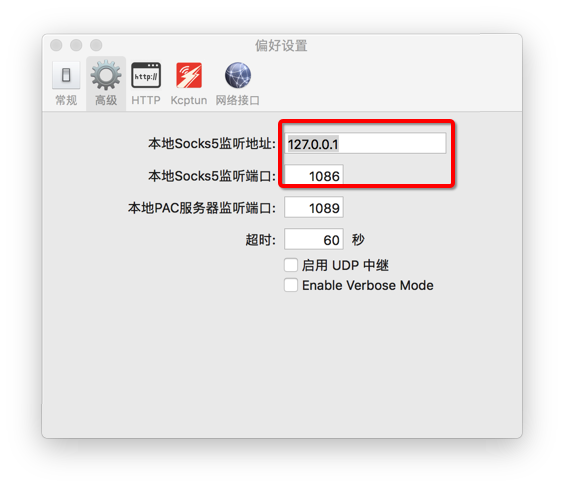 偏好设置
http://
常规
高级
HTTP
Kcptun
网络接口
本地Socks5监听地址: 127.0.0.1
本地Socks5监听端口: 1086
本地PAC服务器监听端口: 1089
超时: 60 秒
启用 UDP 中继
Enable Verbose Mode